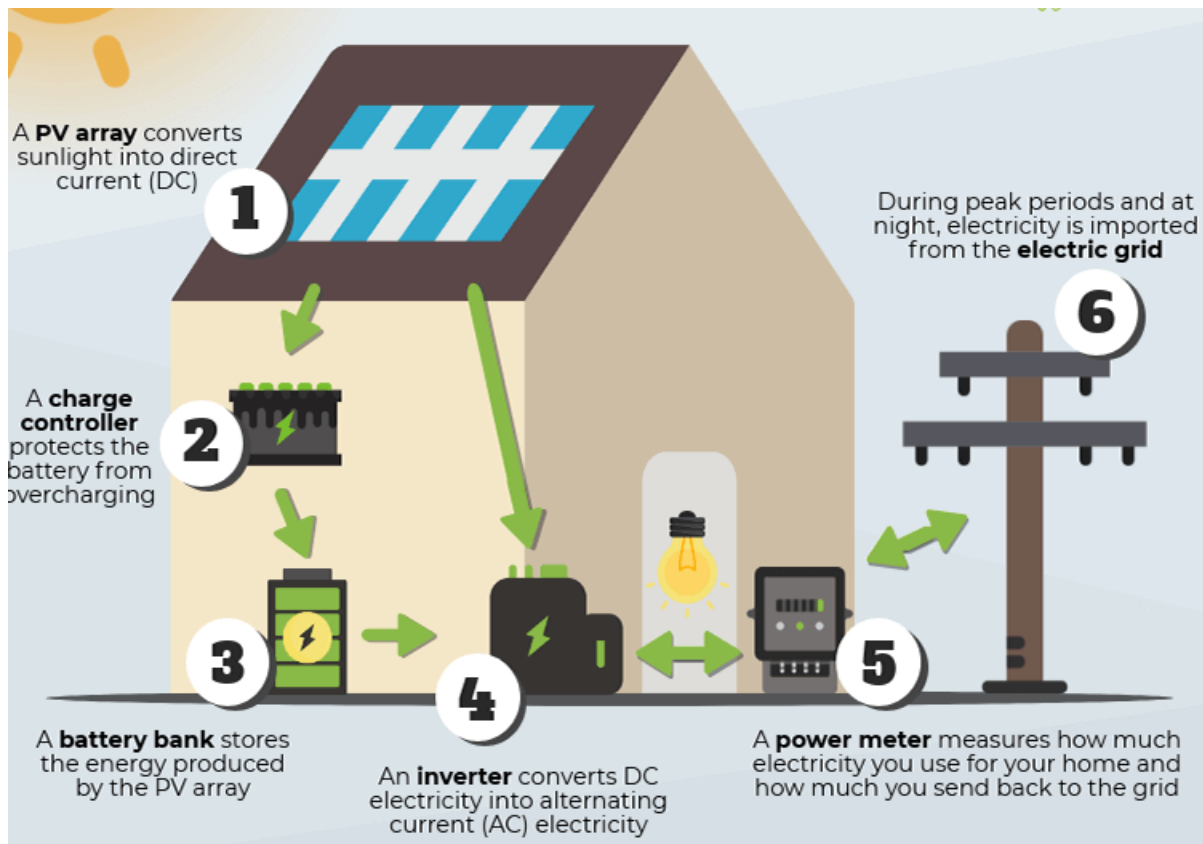 A PV array converts
sunlight into direct
current (DC)
1
A charge
controller
protects the
battery from
overcharging
2
3
A battery bank stores
the energy produced
by the PV array
4
An inverter converts DC
electricity into alternating
current (AC) electricity
5
A power meter measures how much
electricity you use for your home and
how much you send back to the grid
During peak periods and at
night, electricity is imported
from the electric grid
6